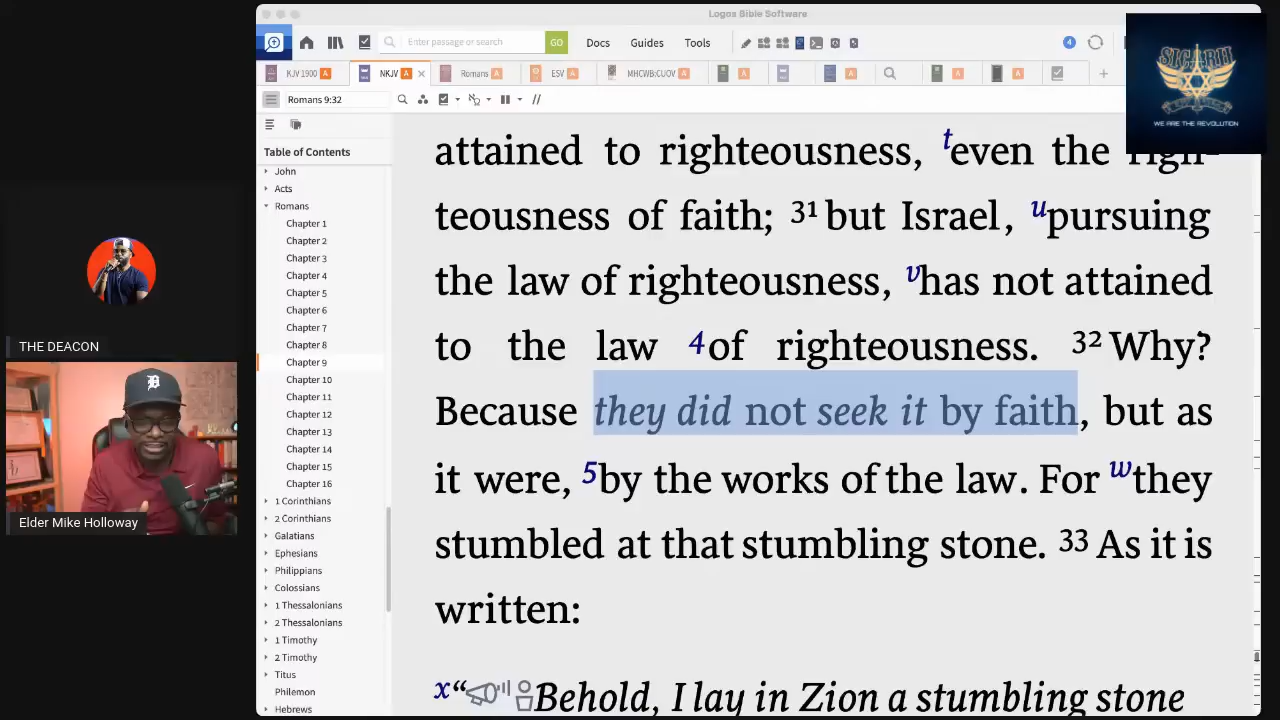 Logos Bible Software
Enter passage or search
GO
Docs
Guides
Tools
4
KJV 1900 A
NKJV A
Romans A
ESV A
MHCWB:CUOV A
A
A
A
A
Romans 9:32
Table of Contents
John
Acts
Romans
Chapter 1
Chapter 2
Chapter 3
Chapter 4
Chapter 5
Chapter 6
Chapter 7
Chapter 8
Chapter 9
Chapter 10
Chapter 11
Chapter 12
Chapter 13
Chapter 14
Chapter 15
Chapter 16
1 Corinthians
2 Corinthians
Galatians
Ephesians
Philippians
Colossians
1 Thessalonians
2 Thessalonians
1 Timothy
2 Timothy
Titus
Philemon
Hebrews
attained to righteousness, t even the righ-
teousness of faith; 31 but Israel, u pursuing
the law of righteousness, v has not attained
to the law 4 of righteousness. 32 Why?
Because they did not seek it by faith, but as
it were, 5 by the works of the law. For w they
stumbled at that stumbling stone. 33 As it is
written:
x “Behold, I lay in Zion a stumbling stone
SICARII
WE ARE THE REVOLUTION
THE DEACON
Elder Mike Holloway